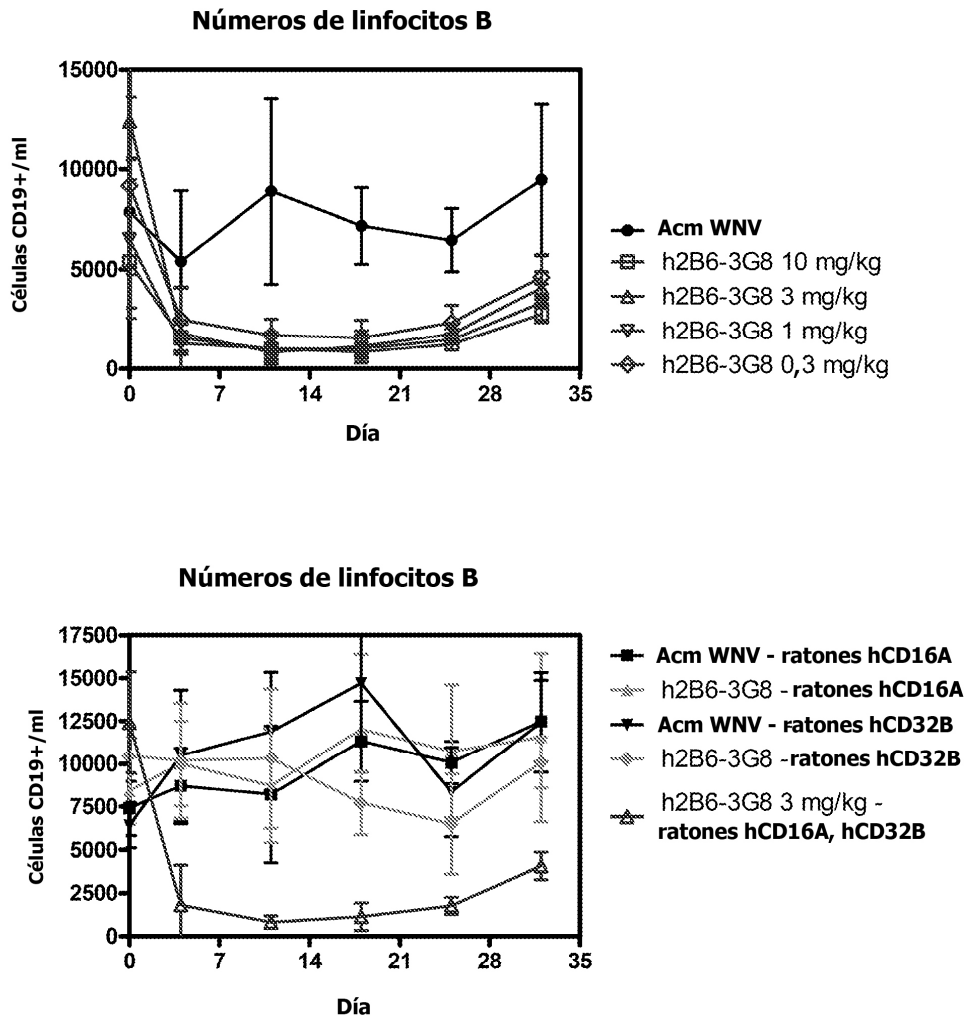 Números de linfocitos B
15000
10000
5000
0
Células CD19+/ml
0 7 14 21 28 35
Día
Acm WNV
h2B6-3G8 10 mg/kg
h2B6-3G8 3 mg/kg
h2B6-3G8 1 mg/kg
h2B6-3G8 0,3 mg/kg
Números de linfocitos B
17500
15000
12500
10000
7500
5000
2500
0
Células CD19+/ml
0 7 14 21 28 35
Día
Acm WNV - ratones hCD16A
h2B6-3G8 - ratones hCD16A
Acm WNV - ratones hCD32B
h2B6-3G8 - ratones hCD32B
h2B6-3G8 3 mg/kg -
ratones hCD16A, hCD32B